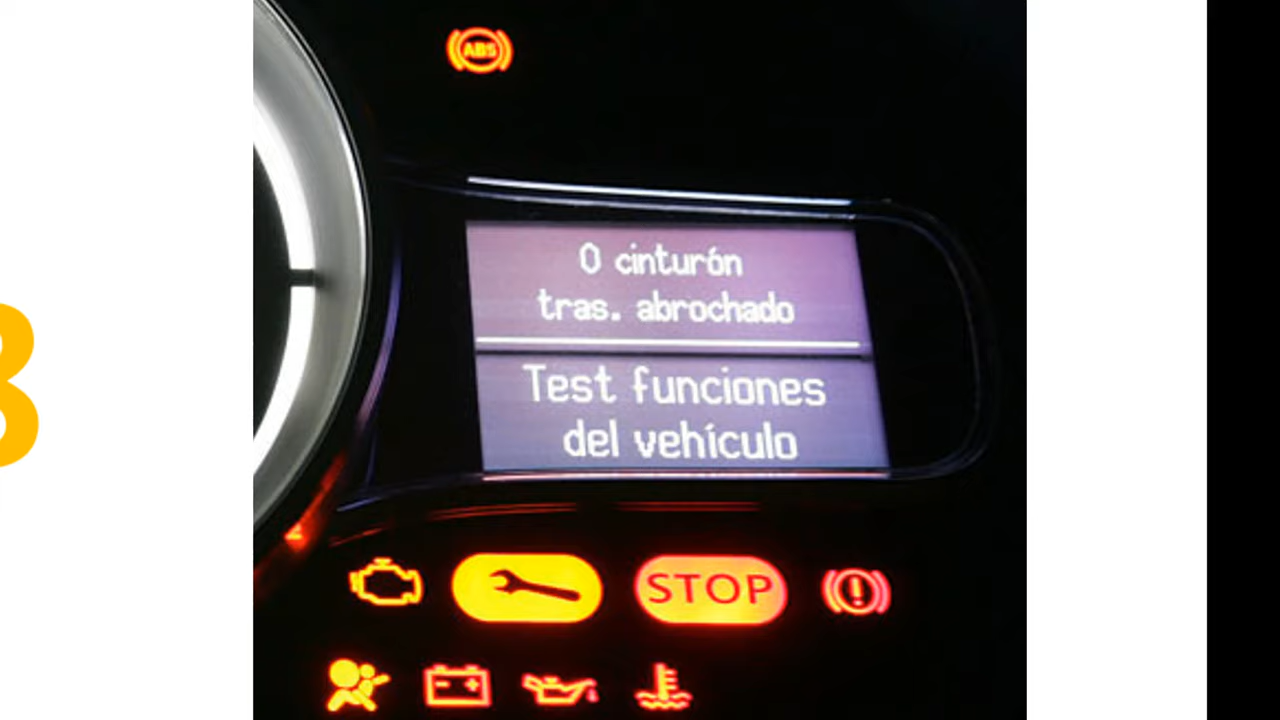 ABS
0 cinturón
tras. abrochado
Test funciones
del vehículo
STOP